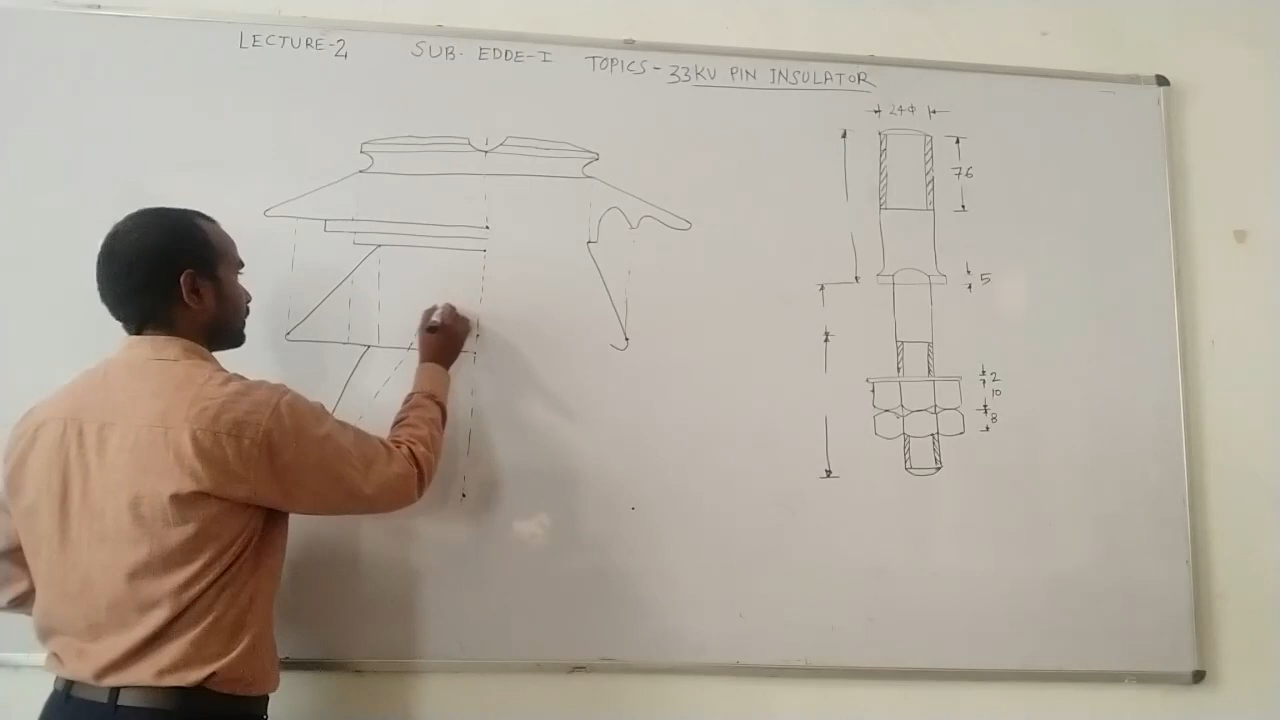 LECTURE-2 SUB. EDDE-I TOPICS-33KV PIN INSULATOR
24Φ
76
5
2
10
8